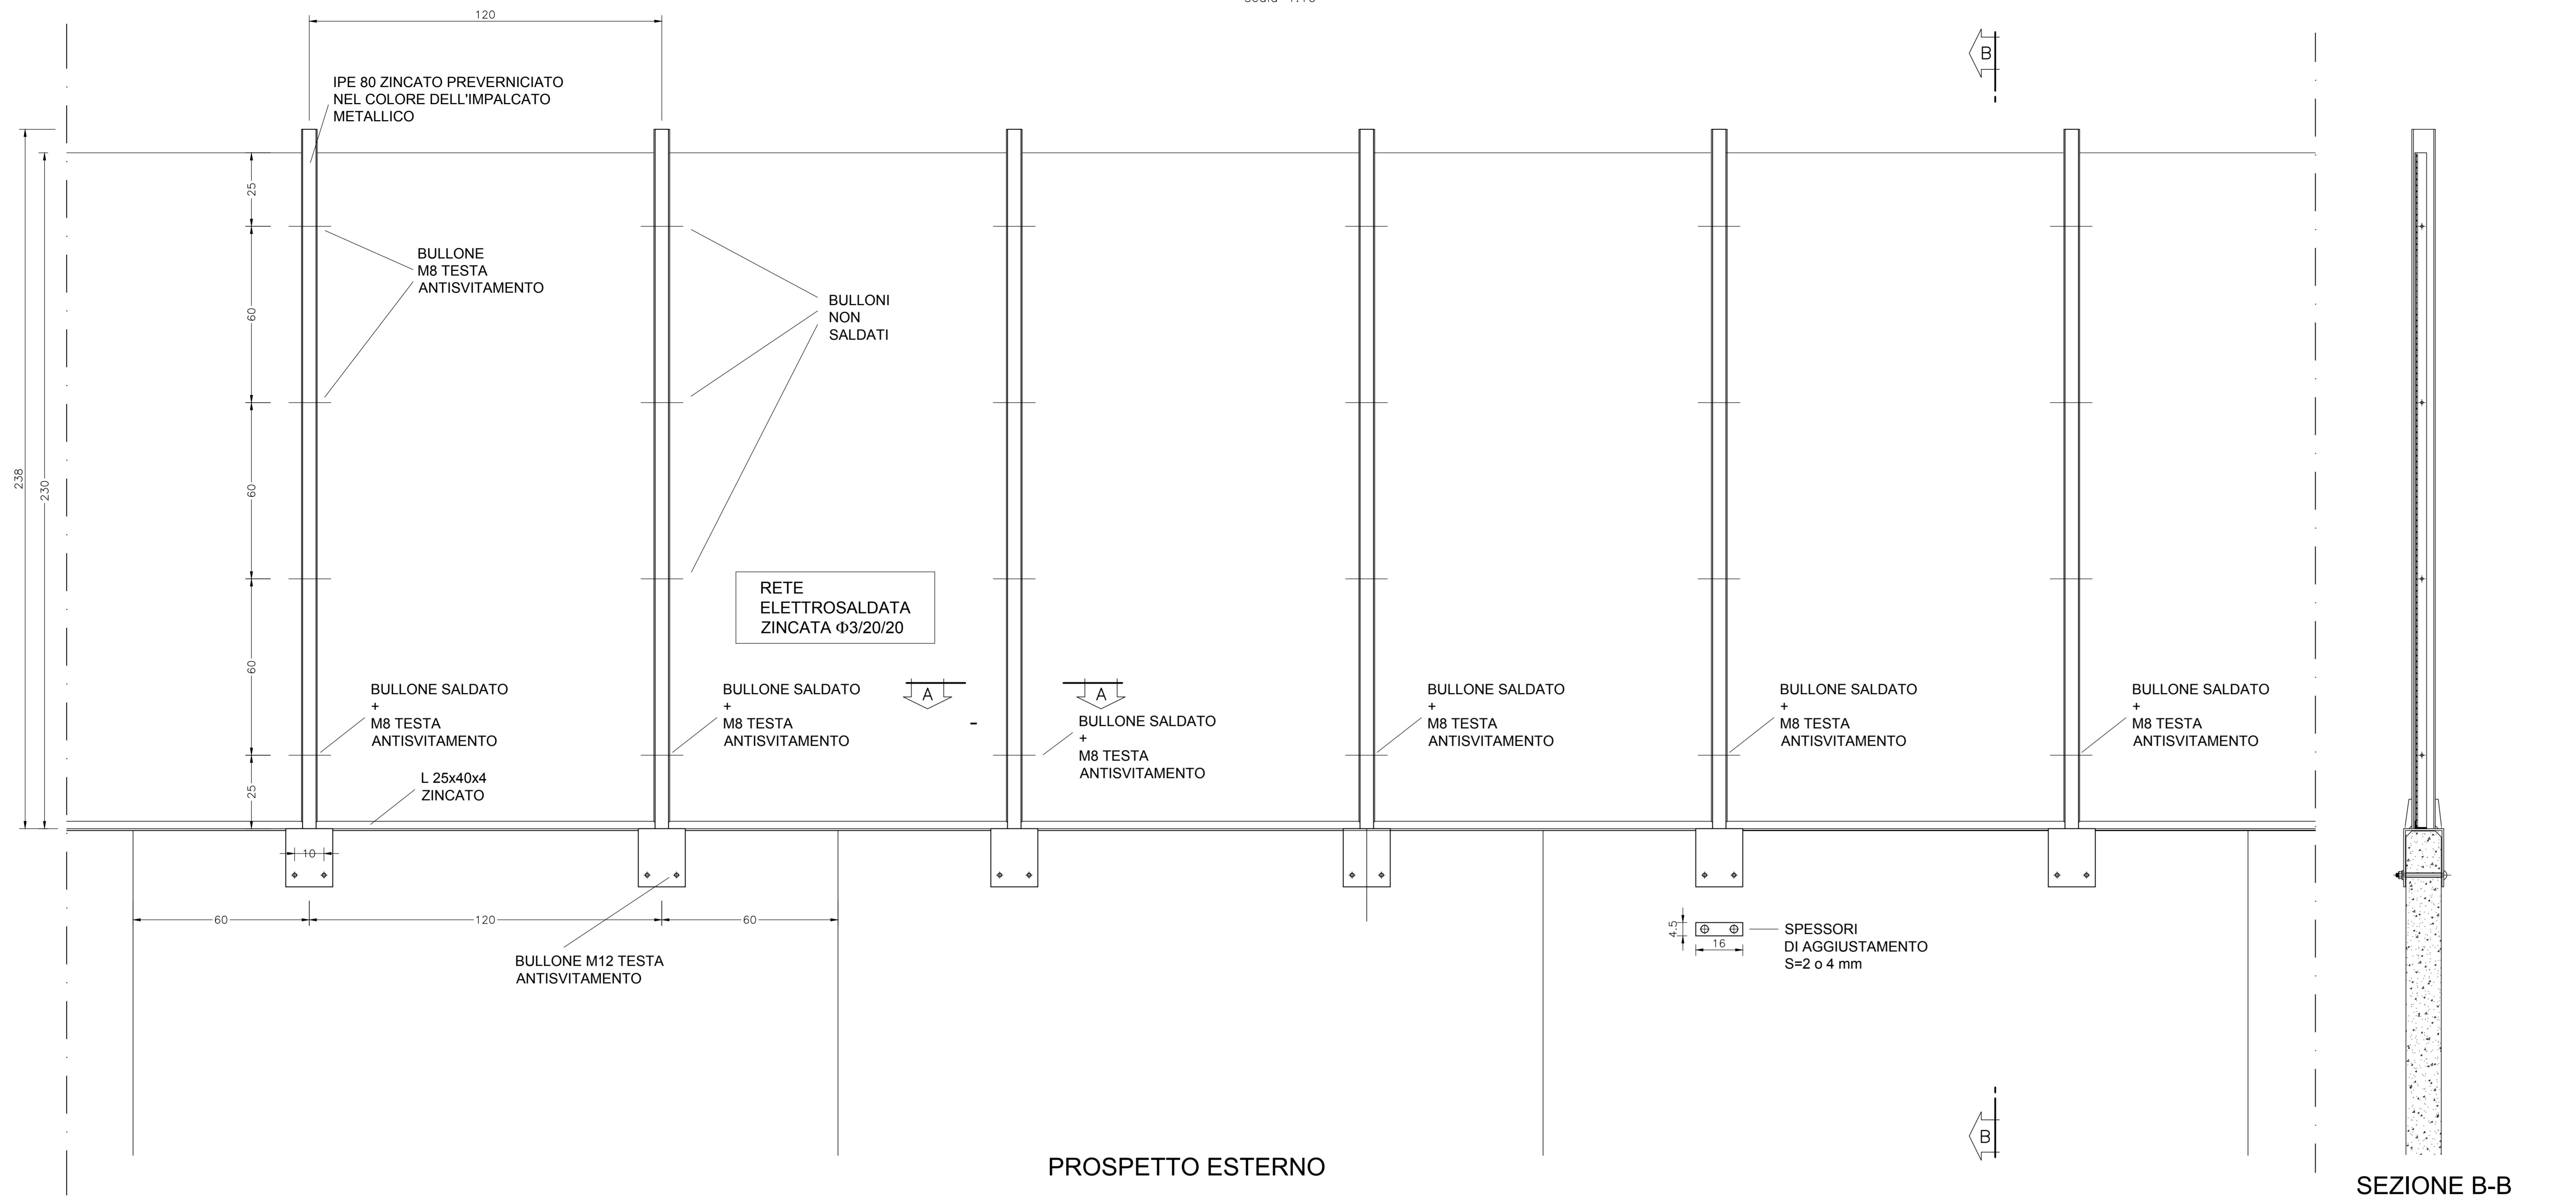 120
B
IPE 80 ZINCATO PREVERNICIATO
NEL COLORE DELL'IMPALCATO
METALLICO
25
BULLONE
M8 TESTA
ANTISVITAMENTO
BULLONI
NON
SALDATI
60
238
230
60
RETE
ELETTROSALDATA
ZINCATA Φ3/20/20
60
A
A
BULLONE SALDATO
+
M8 TESTA
ANTISVITAMENTO
BULLONE SALDATO
+
M8 TESTA
ANTISVITAMENTO
BULLONE SALDATO
+
M8 TESTA
ANTISVITAMENTO
BULLONE SALDATO
+
M8 TESTA
ANTISVITAMENTO
BULLONE SALDATO
+
M8 TESTA
ANTISVITAMENTO
BULLONE SALDATO
+
M8 TESTA
ANTISVITAMENTO
L 25x40x4
ZINCATO
25
10
60
120
60
BULLONE M12 TESTA
ANTISVITAMENTO
4.5
16
SPESSORI
DI AGGIUSTAMENTO
S=2 o 4 mm
B
PROSPETTO ESTERNO
SEZIONE B-B